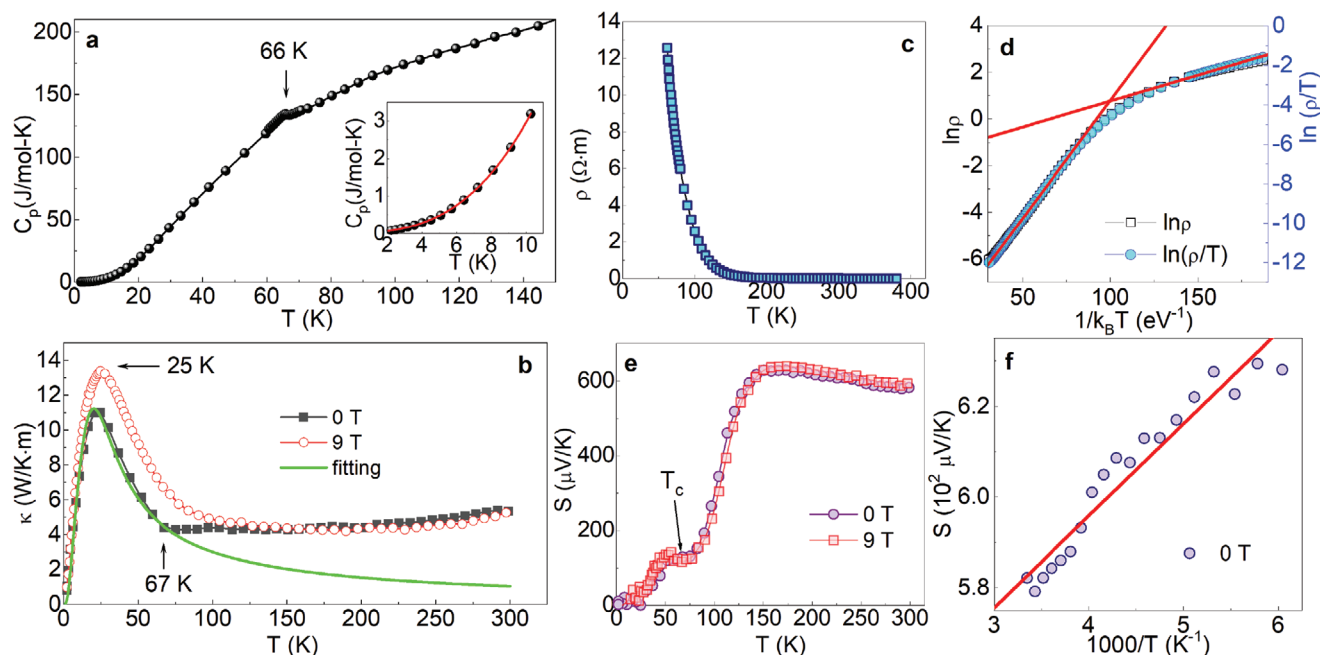 a
66 K
C_p(J/mol-K)
200
150
100
50
0
0 20 40 60 80 100 120 140
T (K)
C_p(J/mol-K)
3
2
1
0
2 4 6 8 10
T (K)
c
ρ (Ω·m)
14
12
10
8
6
4
2
0
0 100 200 300 400
T (K)
d
lnρ
4
2
0
-2
-4
-6
50 100 150
1/k_BT (eV⁻¹)
ln (ρ/T)
0
-2
-4
-6
-8
-10
-12
lnρ
ln(ρ/T)
b
25 K
0 T
9 T
fitting
67 K
κ (W/K·m)
16
14
12
10
8
6
4
2
0
0 50 100 150 200 250 300
T (K)
e
T_c
0 T
9 T
S (μV/K)
600
400
200
0
0 50 100 150 200 250 300
T (K)
f
0 T
S (10² μV/K)
6.2
6.0
5.8
3 4 5 6
1000/T (K⁻¹)